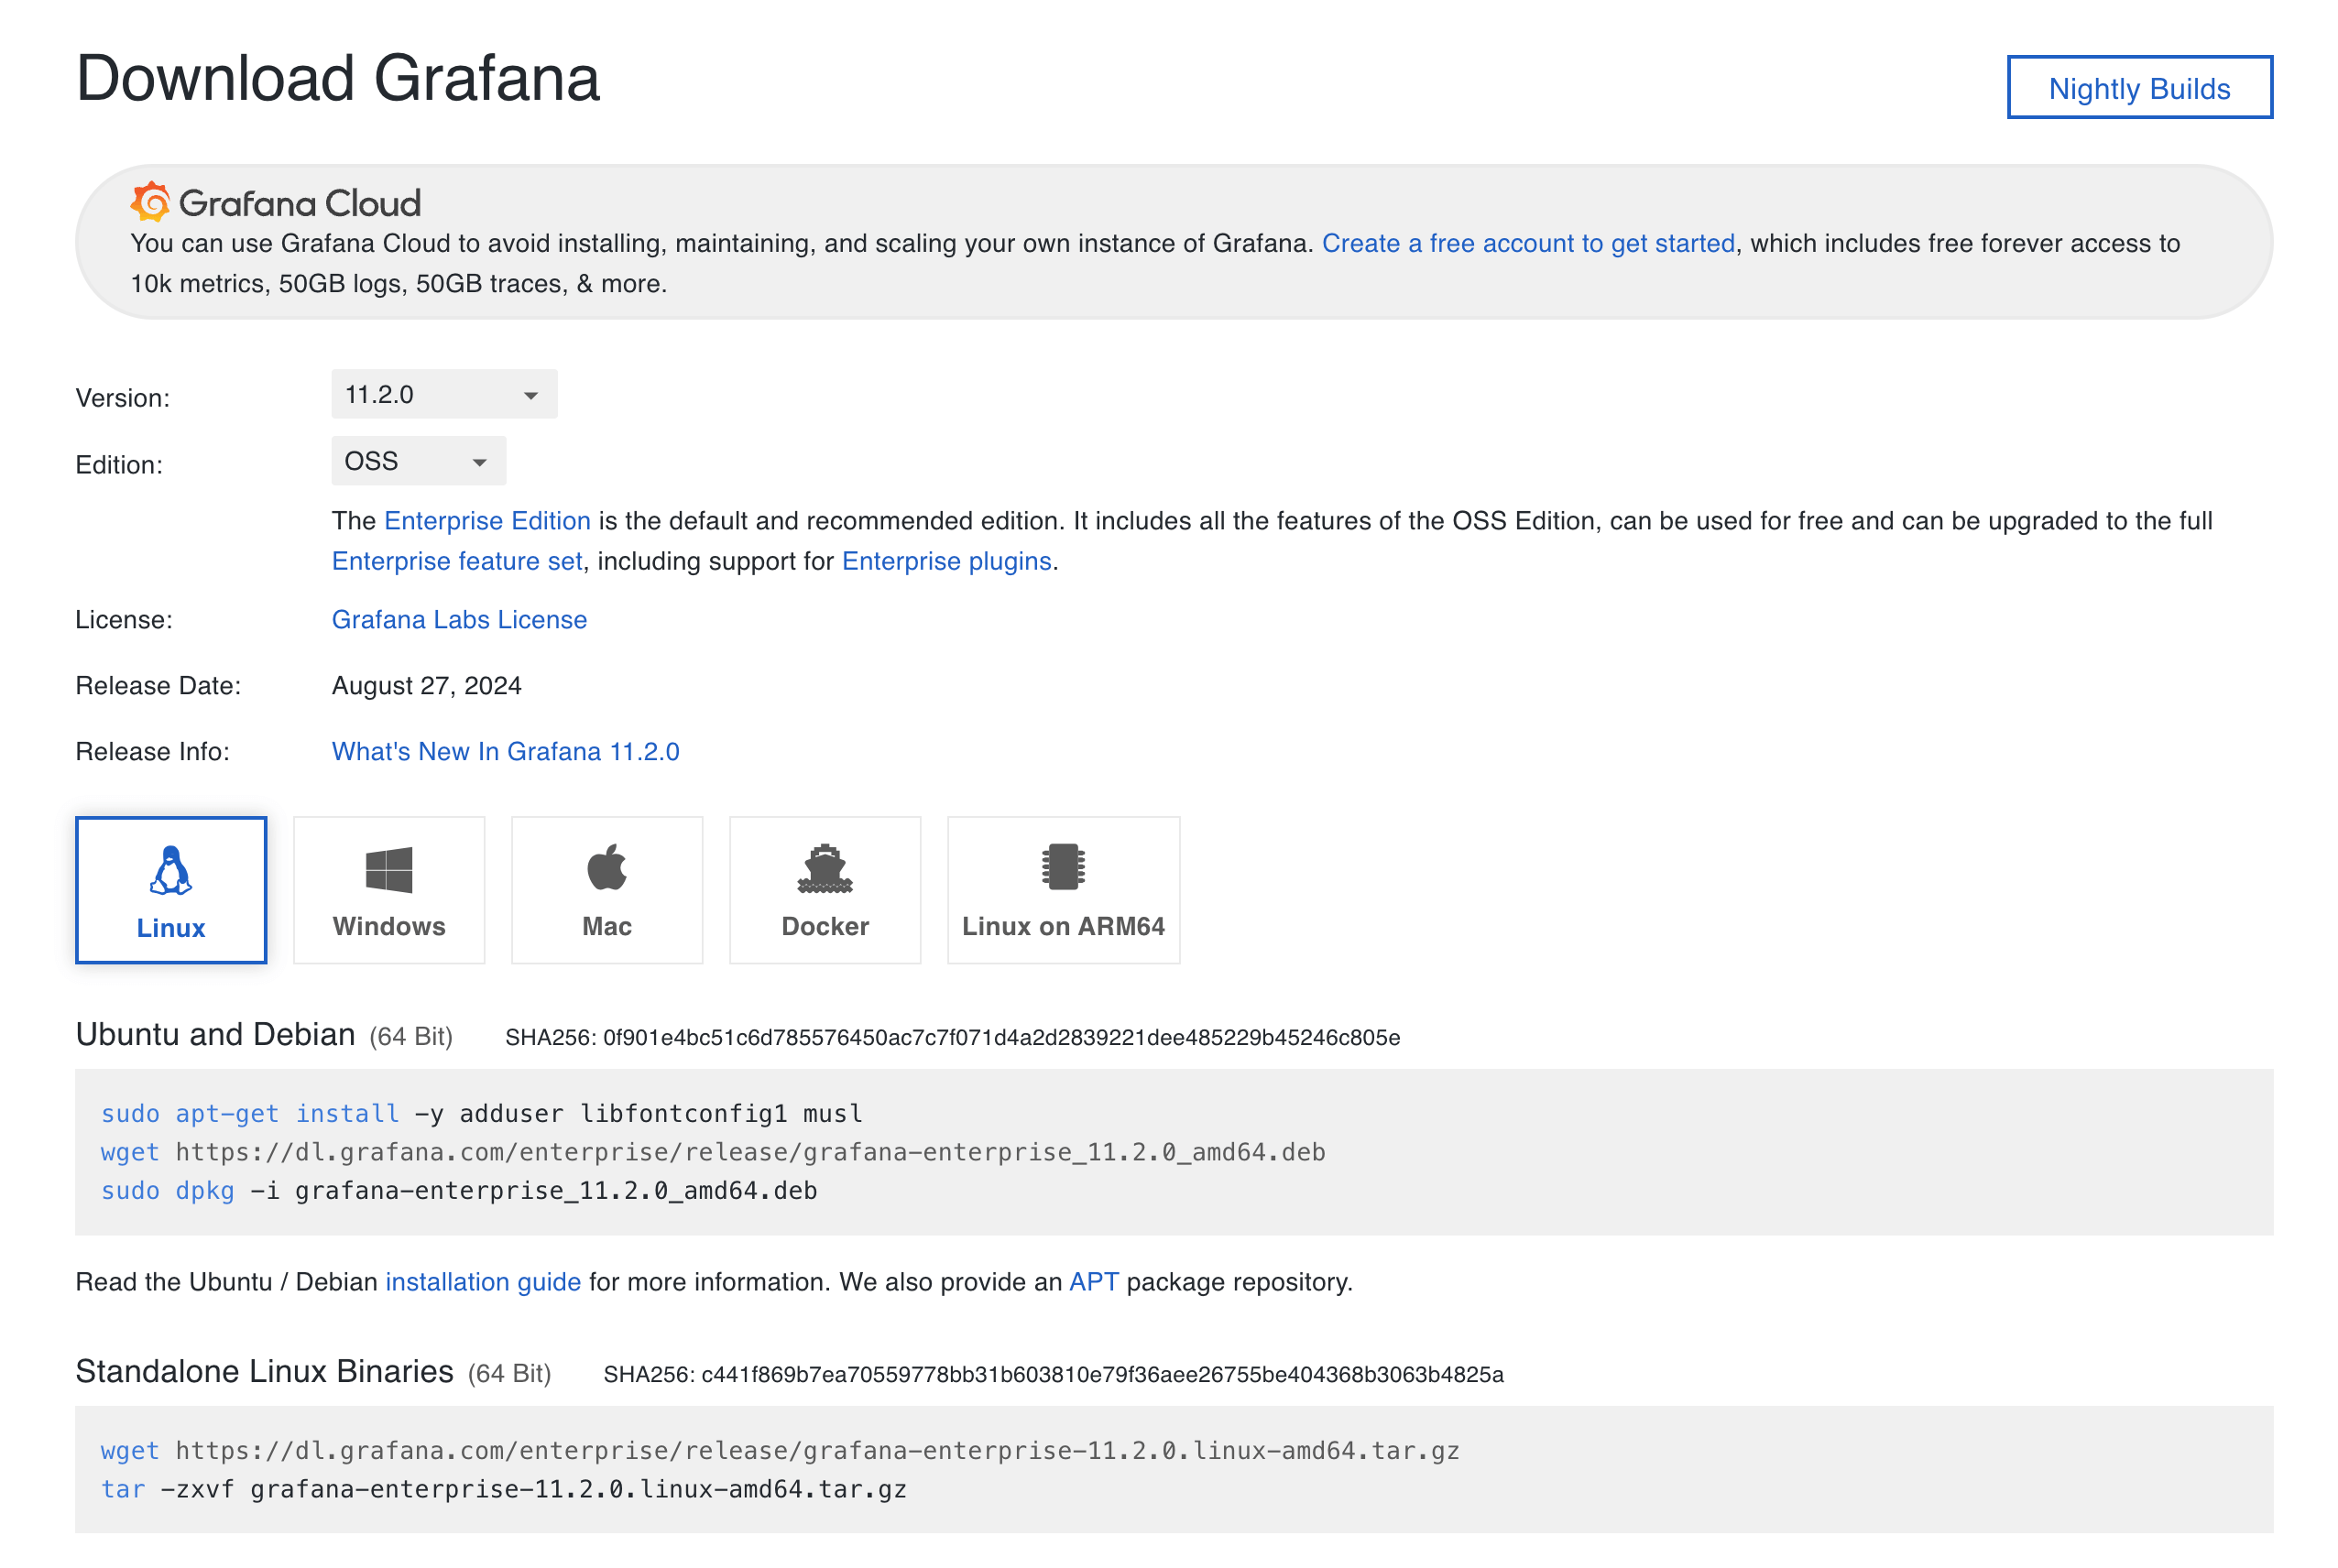 Download Grafana
Nightly Builds
Grafana Cloud
You can use Grafana Cloud to avoid installing, maintaining, and scaling your own instance of Grafana. Create a free account to get started, which includes free forever access to
10k metrics, 50GB logs, 50GB traces, & more.
Version: 11.2.0
Edition: OSS
The Enterprise Edition is the default and recommended edition. It includes all the features of the OSS Edition, can be used for free and can be upgraded to the full
Enterprise feature set, including support for Enterprise plugins.
License: Grafana Labs License
Release Date: August 27, 2024
Release Info: What's New In Grafana 11.2.0
Linux Windows Mac Docker Linux on ARM64
Ubuntu and Debian (64 Bit) SHA256: 0f901e4bc51c6d785576450ac7c7f071d4a2d2839221dee485229b45246c805e
sudo apt-get install -y adduser libfontconfig1 musl
wget https://dl.grafana.com/enterprise/release/grafana-enterprise_11.2.0_amd64.deb
sudo dpkg -i grafana-enterprise_11.2.0_amd64.deb
Read the Ubuntu / Debian installation guide for more information. We also provide an APT package repository.
Standalone Linux Binaries (64 Bit) SHA256: c441f869b7ea70559778bb31b603810e79f36aee26755be404368b3063b4825a
wget https://dl.grafana.com/enterprise/release/grafana-enterprise-11.2.0.linux-amd64.tar.gz
tar -zxvf grafana-enterprise-11.2.0.linux-amd64.tar.gz